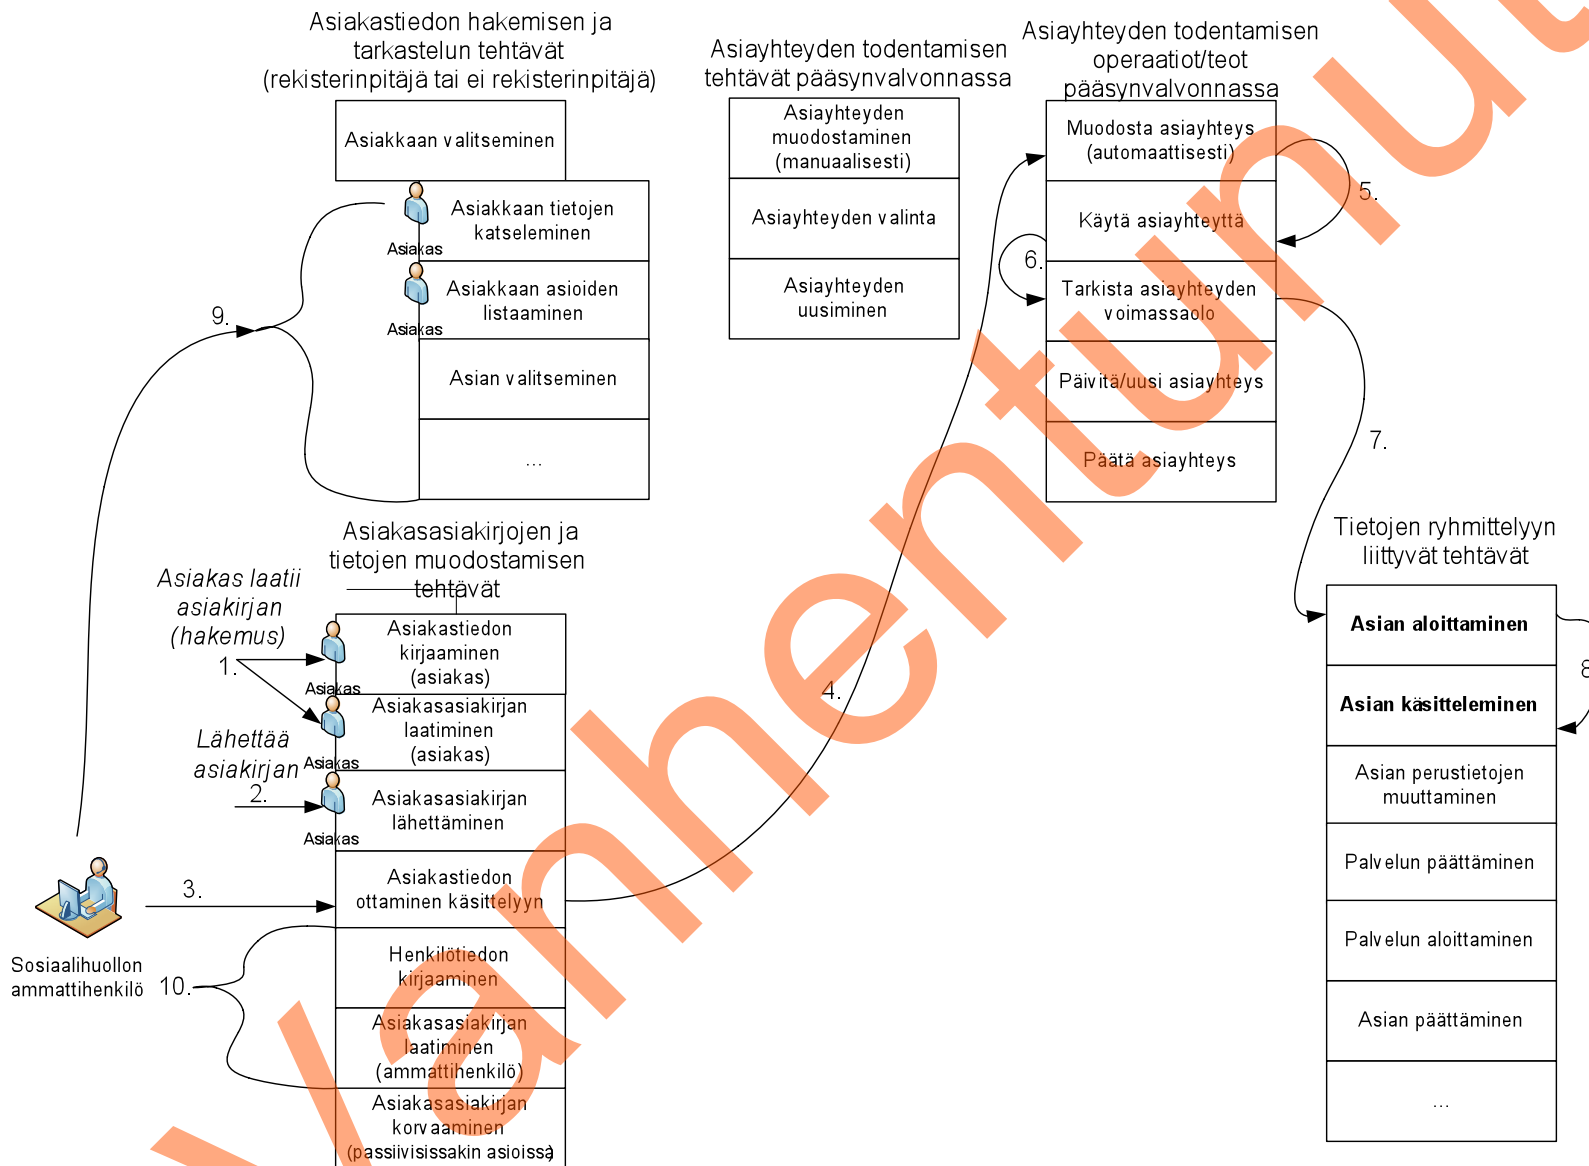 Asiakastiedon hakemisen ja
tarkastelun tehtävät
(rekisterinpitäjä tai ei rekisterinpitäjä)
Asiakkaan valitseminen
Asiakkaan tietojen
katseleminen
Asiakas
Asiakkaan asioiden
listaaminen
Asiakas
Asian valitseminen
...
9.
Asiayhteyden todentamisen
tehtävät pääsynvalvonnassa
Asiayhteyden
muodostaminen
(manuaalisesti)
Asiayhteyden valinta
Asiayhteyden
uusiminen
Asiayhteyden todentamisen
operaatiot/teot
pääsynvalvonnassa
Muodosta asiayhteys
(automaattisesti)
5.
Käytä asiayhteyttä
6.
Tarkista asiayhteyden
voimassaolo
Päivitä/uusi asiayhteys
Päätä asiayhteys
7.
Asiakasasiakirjojen ja
tietojen muodostamisen
tehtävät
Asiakas laatii
asiakirjan
(hakemus)
1.
Asiakastiedon
kirjaaminen
(asiakas)
Asiakas
Asiakasasiakirjan
laatiminen
(asiakas)
Asiakas
Lähettää
asiakirjan
2.
Asiakasasiakirjan
lähettäminen
Asiakas
3.
Asiakastiedon
ottaminen käsittelyyn
4.
Sosiaalihuollon
ammattihenkilö
10.
Henkilötiedon
kirjaaminen
Asiakasasiakirjan
laatiminen
(ammattihenkilö)
Asiakasasiakirjan
korvaaminen
(passiivisissakin asioissa)
Tietojen ryhmittelyyn
liittyvät tehtävät
Asian aloittaminen
8
Asian käsitteleminen
Asian perustietojen
muuttaminen
Palvelun päättäminen
Palvelun aloittaminen
Asian päättäminen
...
Vanhentunut